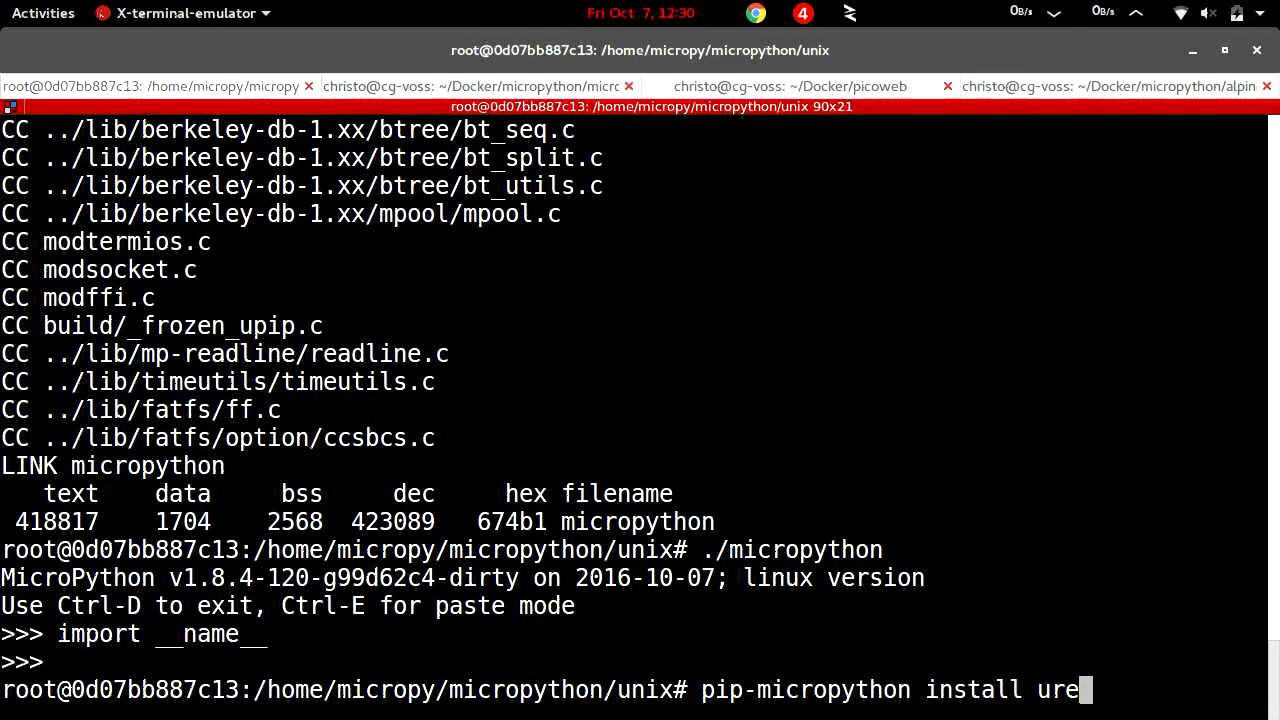 Activities X-terminal-emulator Fri Oct 7, 12:30 4 0B/s 0B/s
root@0d07bb887c13: /home/micropy/micropython/unix
root@0d07bb887c13: /home/micropy/micropy christo@cg-voss: ~/Docker/micropython/micro christo@cg-voss: ~/Docker/picoweb christo@cg-voss: ~/Docker/micropython/alpin
root@0d07bb887c13: /home/micropy/micropython/unix 90x21
CC ../lib/berkeley-db-1.xx/btree/bt_seq.c
CC ../lib/berkeley-db-1.xx/btree/bt_split.c
CC ../lib/berkeley-db-1.xx/btree/bt_utils.c
CC ../lib/berkeley-db-1.xx/mpool/mpool.c
CC modtermios.c
CC modsocket.c
CC modffi.c
CC build/_frozen_upip.c
CC ../lib/mp-readline/readline.c
CC ../lib/timeutils/timeutils.c
CC ../lib/fatfs/ff.c
CC ../lib/fatfs/option/ccsbcs.c
LINK micropython
text data bss dec hex filename
418817 1704 2568 423089 674b1 micropython
root@0d07bb887c13:/home/micropy/micropython/unix# ./micropython
MicroPython v1.8.4-120-g99d62c4-dirty on 2016-10-07; linux version
Use Ctrl-D to exit, Ctrl-E for paste mode
>>> import __name__
>>>
root@0d07bb887c13:/home/micropy/micropython/unix# pip-micropython install ure